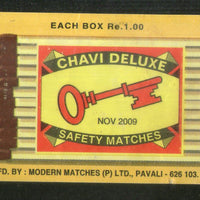 EACH BOX Re.1.00
CHAVI DELUXE
NOV 2009
SAFETY MATCHES
FD. BY : MODERN MATCHES (P) LTD., PAVALI - 626 103.